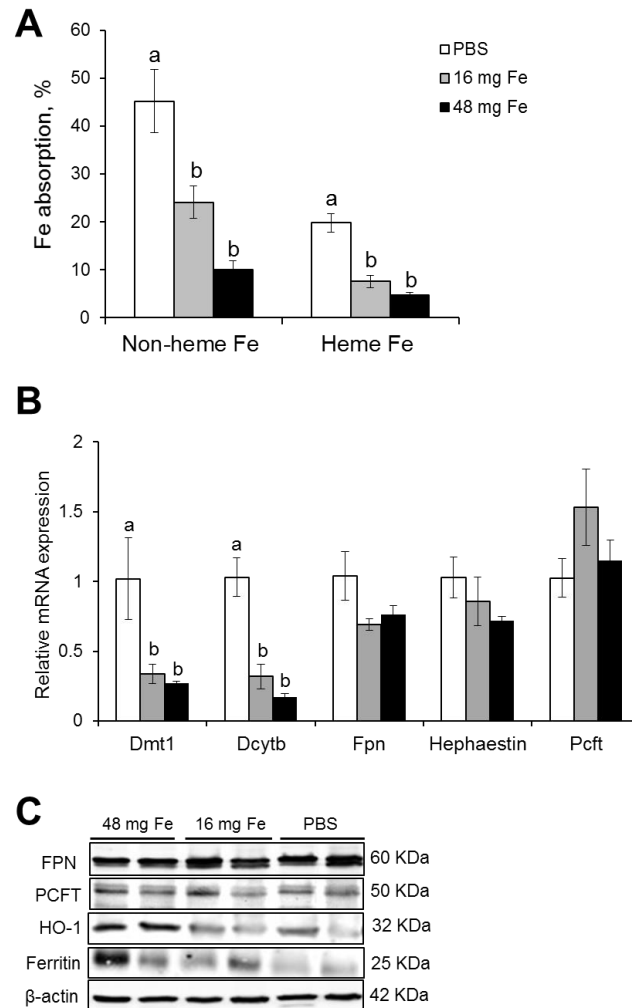 A
60
50
40
30
20
10
0
Fe absorption, %
PBS
16 mg Fe
48 mg Fe
a
b
b
a
b
b
Non-heme Fe
Heme Fe
B
2
1.5
1
0.5
0
Relative mRNA expression
a
b
b
a
b
b
Dmt1
Dcytb
Fpn
Hephaestin
Pcft
C
48 mg Fe 16 mg Fe PBS
FPN 60 KDa
PCFT 50 KDa
HO-1 32 KDa
Ferritin 25 KDa
β-actin 42 KDa